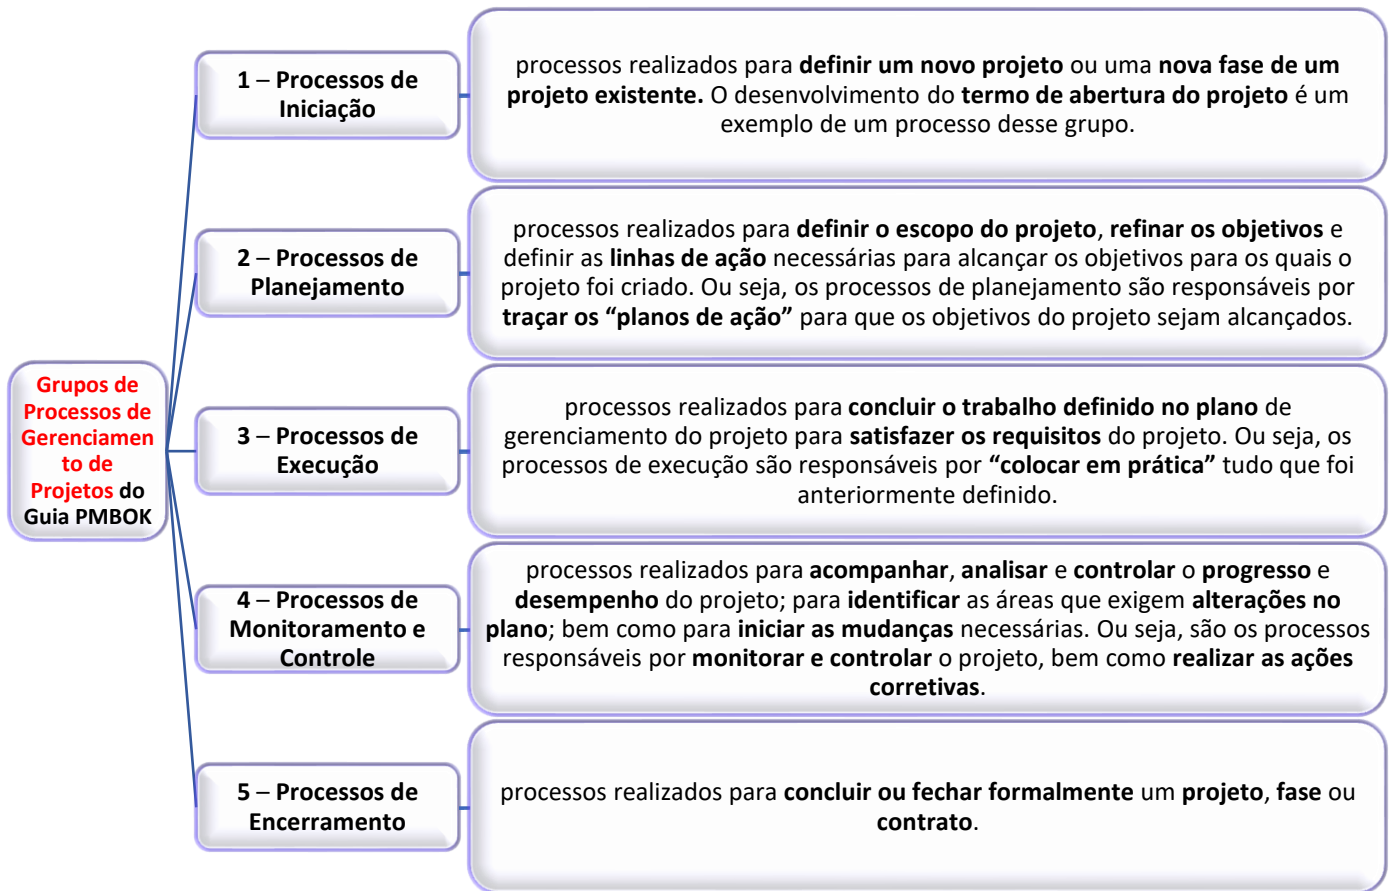 Grupos de
Processos de
Gerenciamen
to de
Projetos do
Guia PMBOK
1 – Processos de
Iniciação
processos realizados para definir um novo projeto ou uma nova fase de um
projeto existente. O desenvolvimento do termo de abertura do projeto é um
exemplo de um processo desse grupo.
2 – Processos de
Planejamento
processos realizados para definir o escopo do projeto, refinar os objetivos e
definir as linhas de ação necessárias para alcançar os objetivos para os quais o
projeto foi criado. Ou seja, os processos de planejamento são responsáveis por
traçar os “planos de ação” para que os objetivos do projeto sejam alcançados.
3 – Processos de
Execução
processos realizados para concluir o trabalho definido no plano de
gerenciamento do projeto para satisfazer os requisitos do projeto. Ou seja, os
processos de execução são responsáveis por “colocar em prática” tudo que foi
anteriormente definido.
4 – Processos de
Monitoramento e
Controle
processos realizados para acompanhar, analisar e controlar o progresso e
desempenho do projeto; para identificar as áreas que exigem alterações no
plano; bem como para iniciar as mudanças necessárias. Ou seja, são os processos
responsáveis por monitorar e controlar o projeto, bem como realizar as ações
corretivas.
5 – Processos de
Encerramento
processos realizados para concluir ou fechar formalmente um projeto, fase ou
contrato.